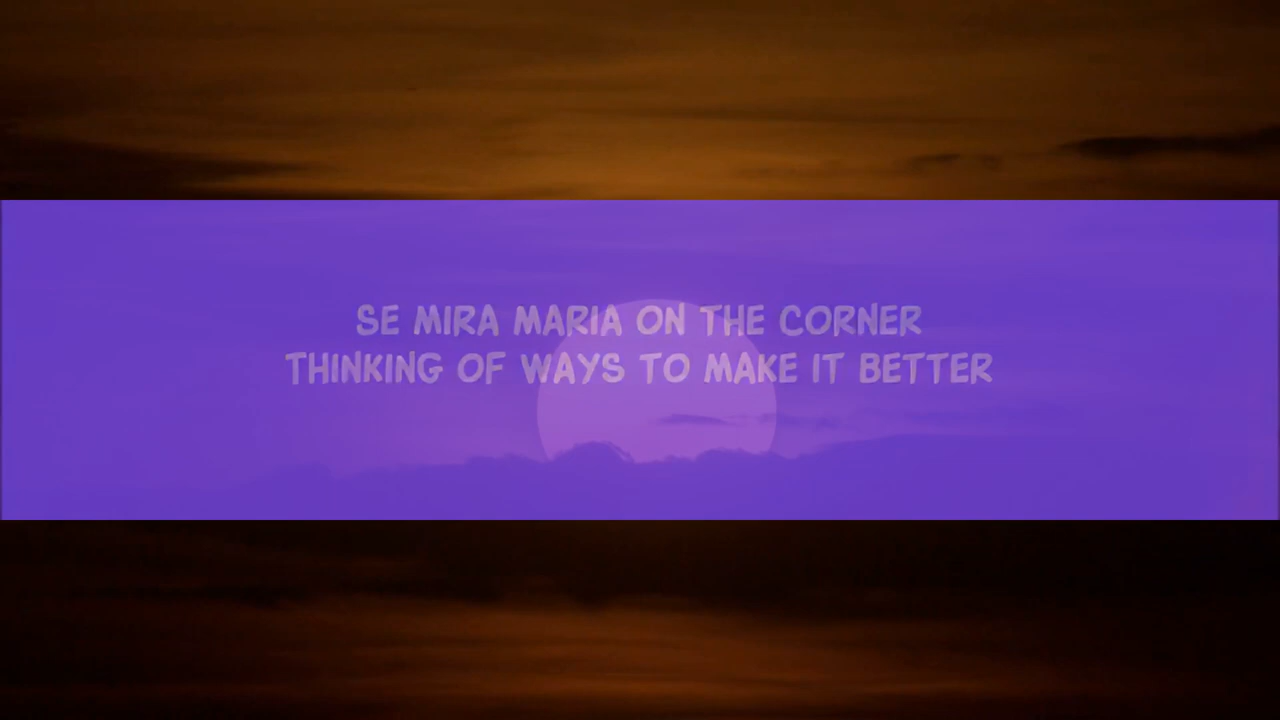 SE MIRA MARIA ON THE CORNER
THINKING OF WAYS TO MAKE IT BETTER